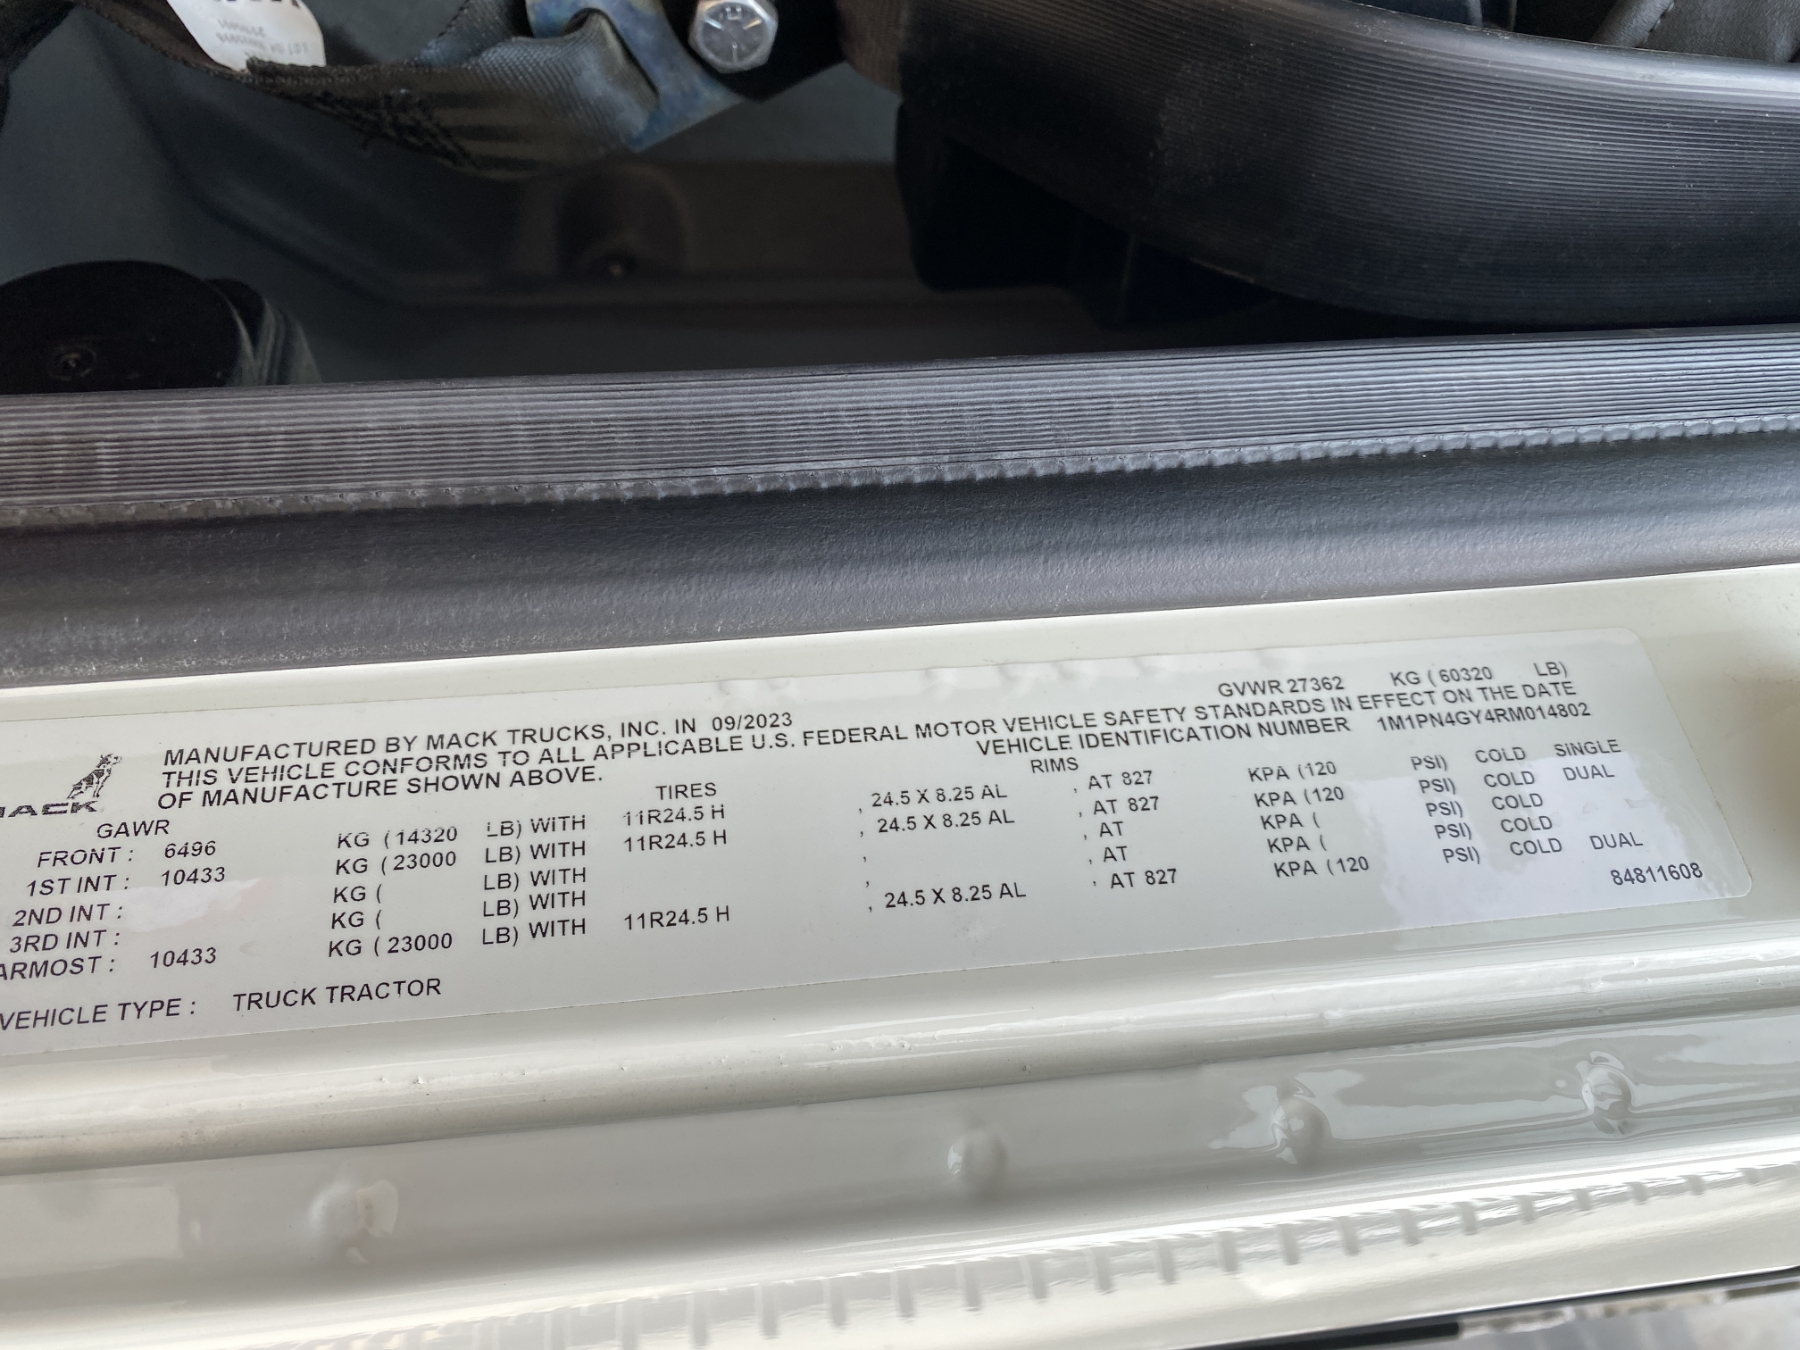 GVWR 27362 KG ( 60320 LB)
MANUFACTURED BY MACK TRUCKS, INC. IN 09/2023
THIS VEHICLE CONFORMS TO ALL APPLICABLE U.S. FEDERAL MOTOR VEHICLE SAFETY STANDARDS IN EFFECT ON THE DATE
OF MANUFACTURE SHOWN ABOVE. VEHICLE IDENTIFICATION NUMBER 1M1PN4GY4RM014802
MACK
GAWR TIRES RIMS
FRONT : 6496 KG ( 14320 LB) WITH 11R24.5 H , 24.5 X 8.25 AL , AT 827 KPA (120 PSI) COLD SINGLE
1ST INT : 10433 KG ( 23000 LB) WITH 11R24.5 H , 24.5 X 8.25 AL , AT 827 KPA (120 PSI) COLD DUAL
2ND INT : KG ( LB) WITH , , AT KPA ( PSI) COLD
3RD INT : KG ( LB) WITH , , AT KPA ( PSI) COLD
ARMOST : 10433 KG ( 23000 LB) WITH 11R24.5 H , 24.5 X 8.25 AL , AT 827 KPA (120 PSI) COLD DUAL
84811608
VEHICLE TYPE : TRUCK TRACTOR